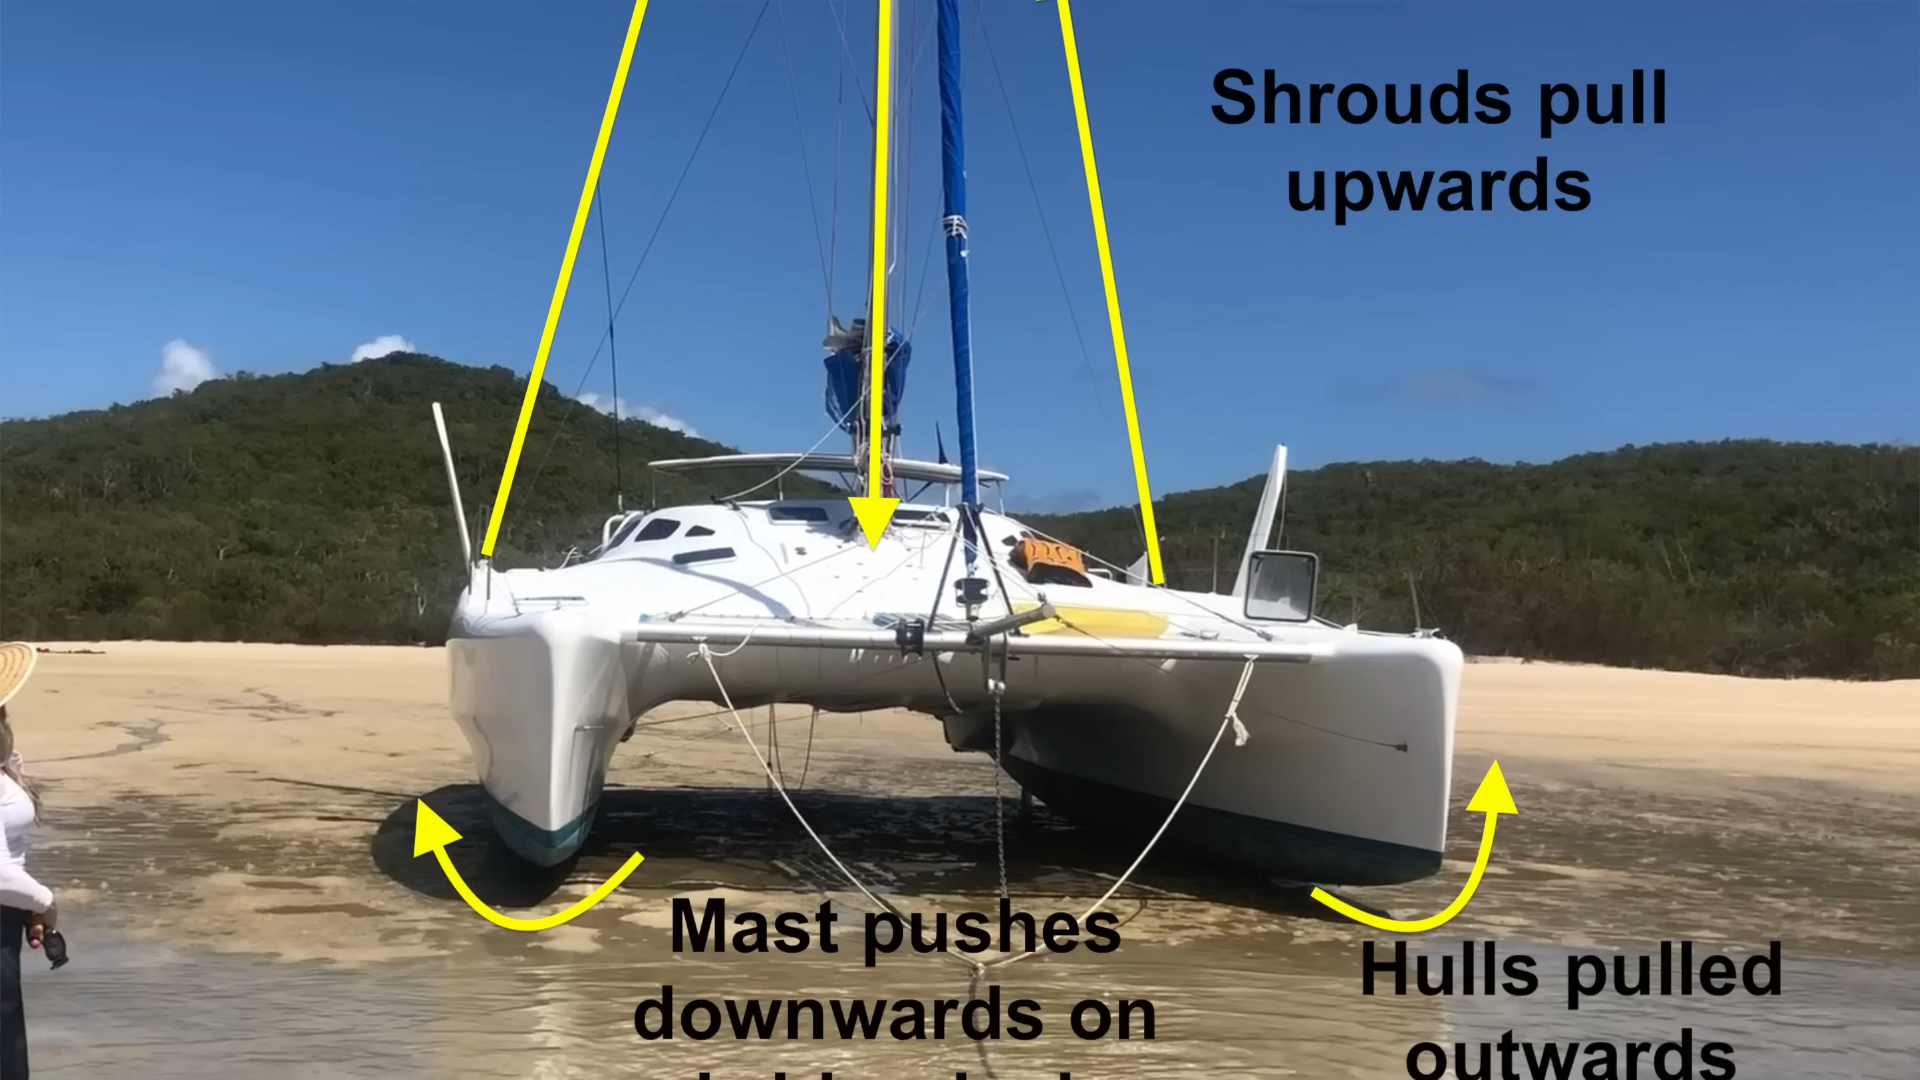 Shrouds pull
upwards
Mast pushes
downwards on
Hulls pulled
outwards